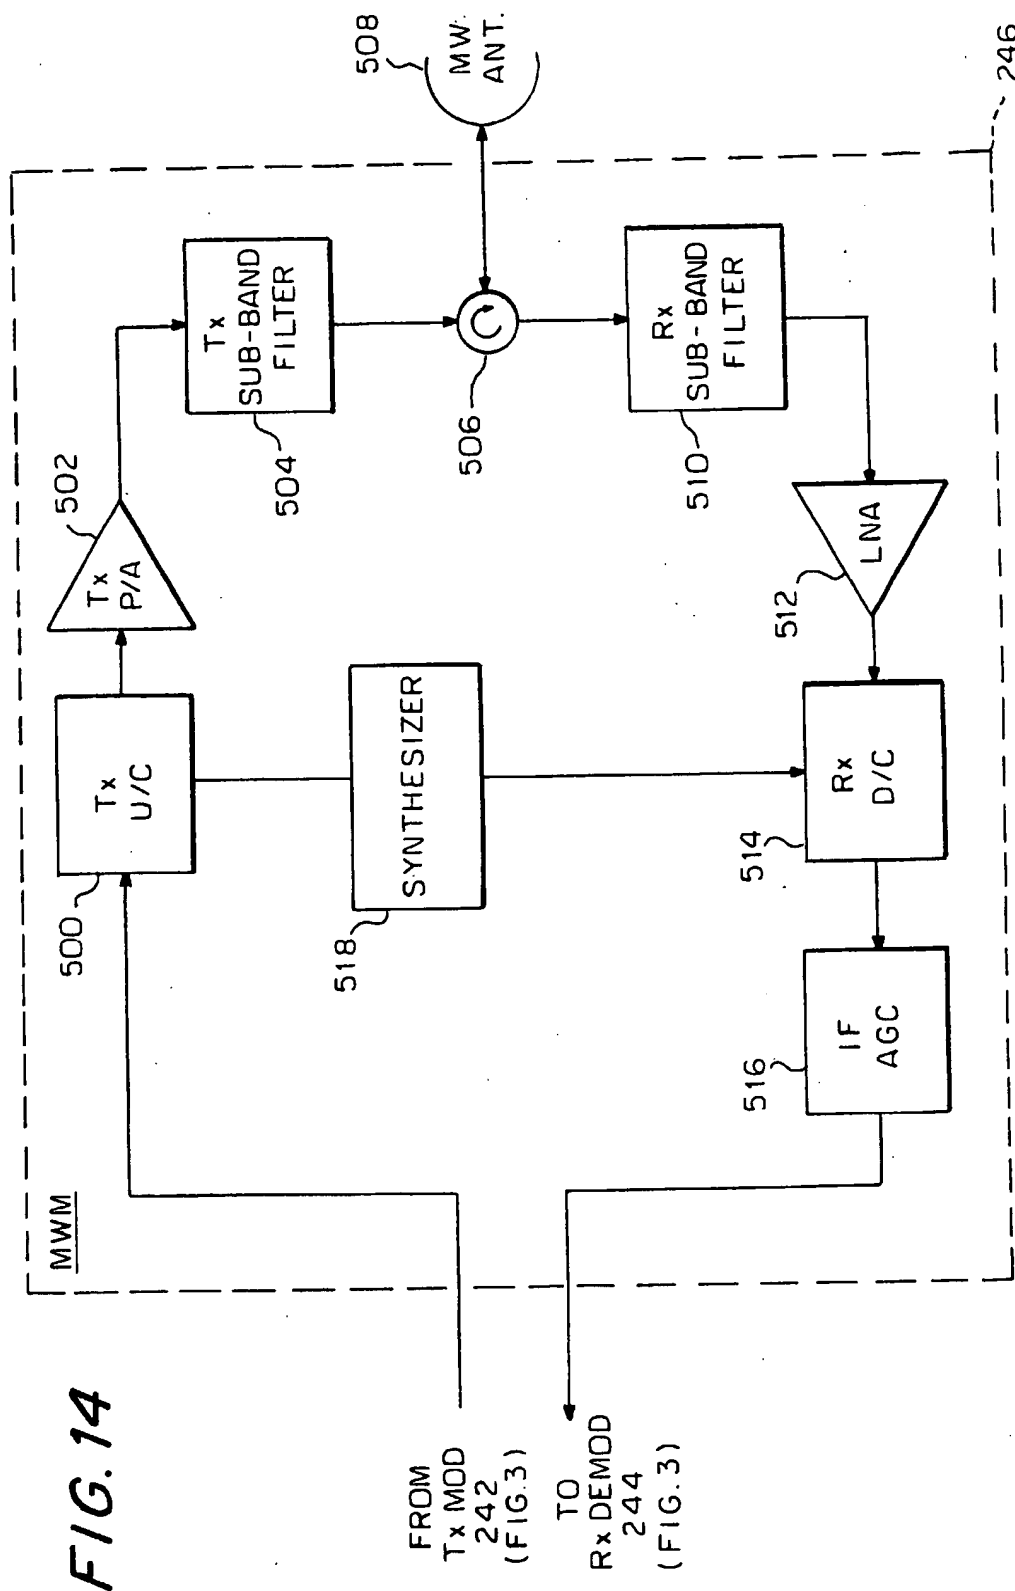 FIG. 14
MWM
FROM
Tx MOD
242
(FIG.3)
TO
Rx DEMOD
244
(FIG.3)
500
Tx
U/C
502
Tx
P/A
504
Tx
SUB-BAND
FILTER
506
508
MW
ANT.
510
Rx
SUB-BAND
FILTER
512
LNA
514
Rx
D/C
516
IF
AGC
518
SYNTHESIZER
246